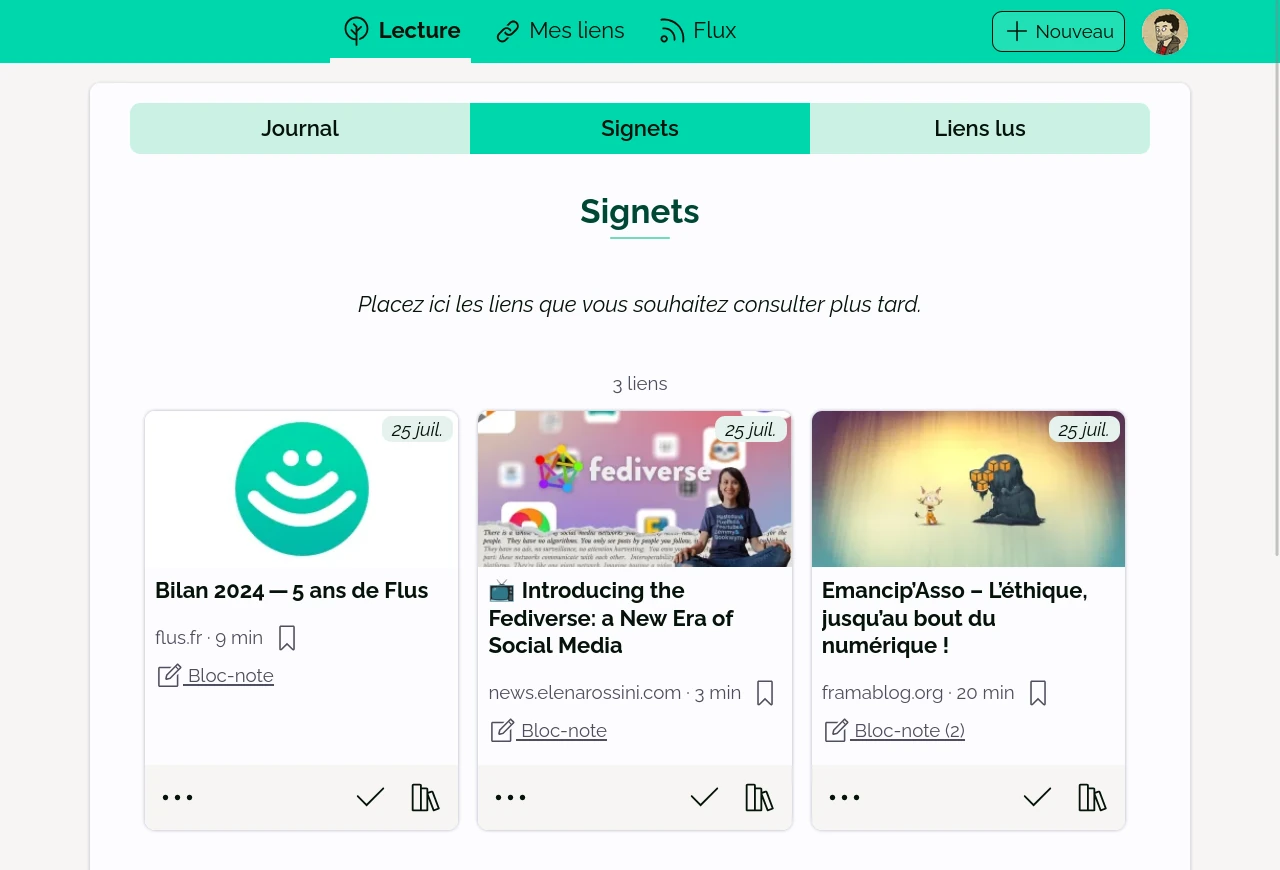 Lecture
Mes liens
Flux
Nouveau
Journal
Signets
Liens lus
Signets
Placez ici les liens que vous souhaitez consulter plus tard.
3 liens
25 juil.
Bilan 2024 — 5 ans de Flus
flus.fr · 9 min
Bloc-note
25 juil.
fediverse
📺 Introducing the
Fediverse: a New Era of
Social Media
news.elenarossini.com · 3 min
Bloc-note
25 juil.
Emancip’Asso – L’éthique,
jusqu’au bout du
numérique !
framablog.org · 20 min
Bloc-note (2)